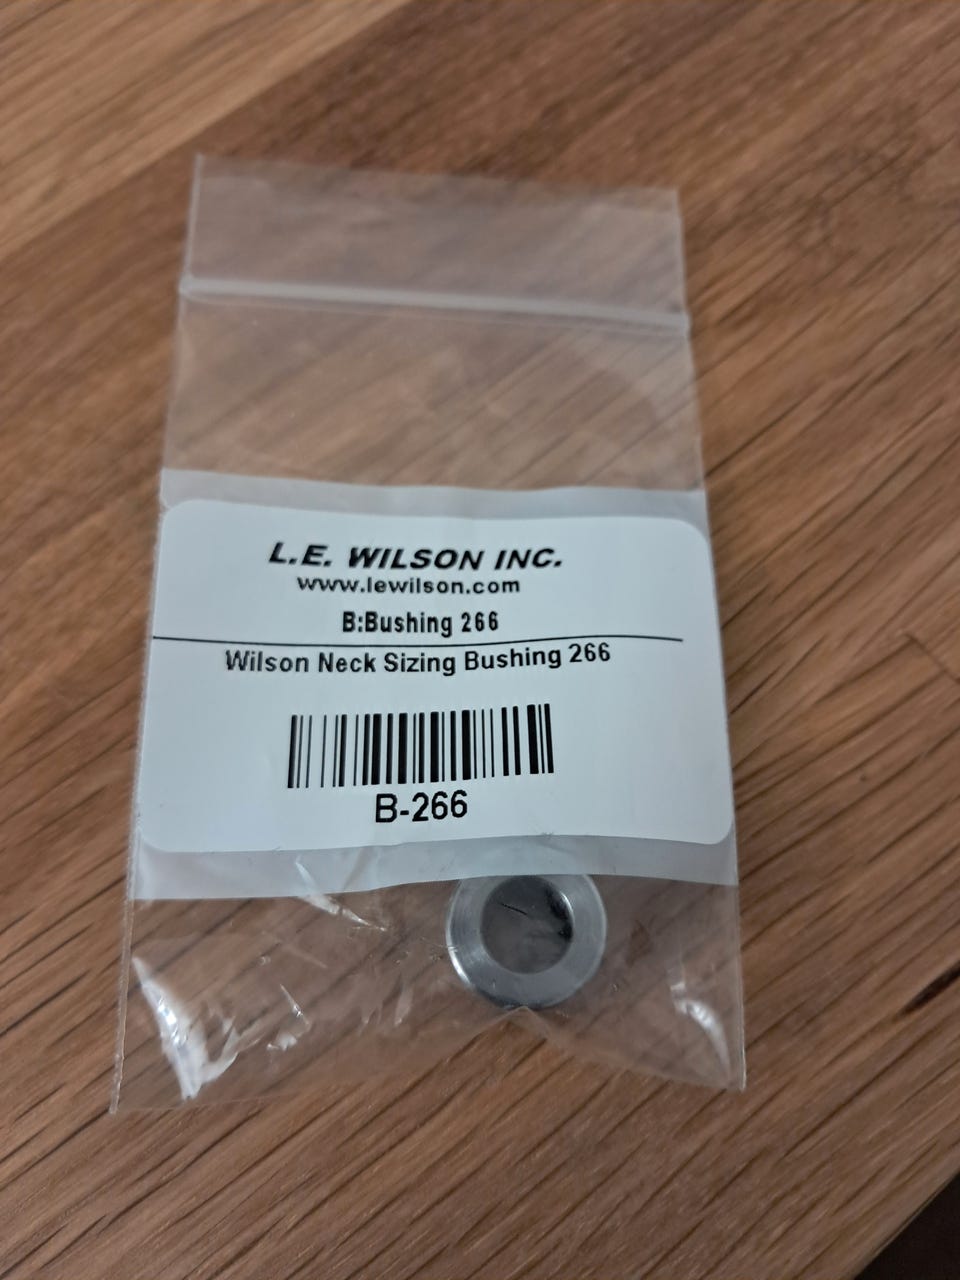 L.E. WILSON INC.
www.lewilson.com
B:Bushing 266
Wilson Neck Sizing Bushing 266
B-266